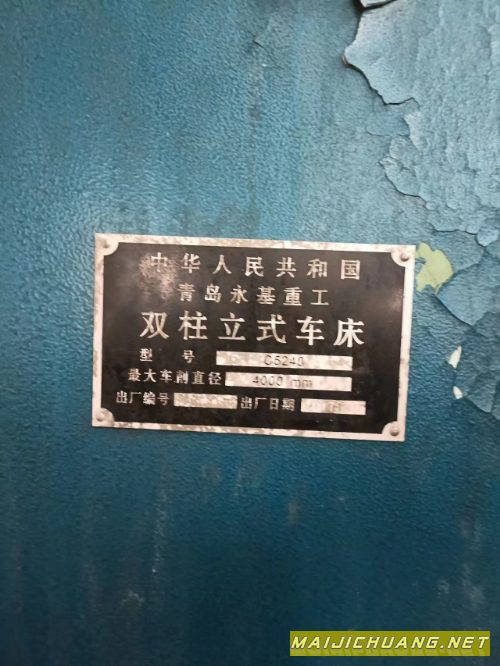 中华人民共和国
青岛永基重工
双柱立式车床
型 号 C5240
最大车削直径 4000 mm
出厂编号 出厂日期
MAIJICHUANG.NET